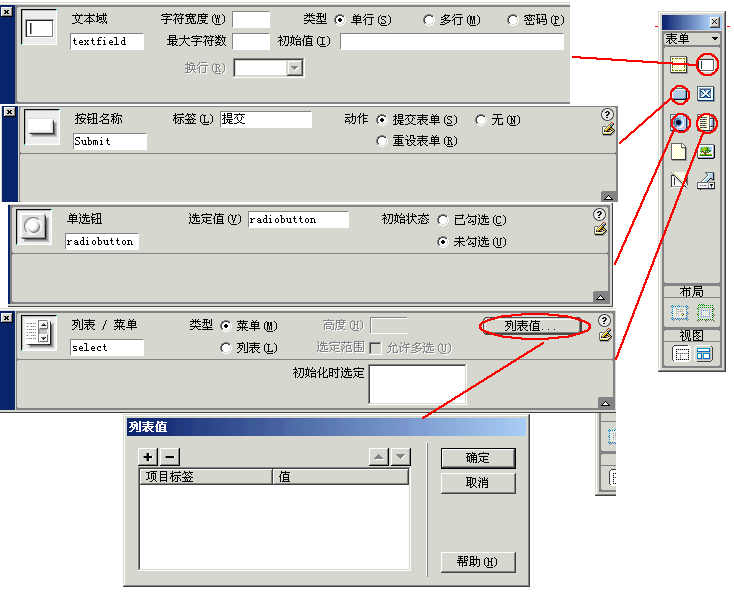 文本域 字符宽度(W) 类型 单行(S) 多行(M) 密码(P)
textfield 最大字符数 初始值(I)
换行(R)
按钮名称 标签(L) 提交 动作 提交表单(S) 无(N)
Submit 重设表单(R)
单选钮 选定值(V) radiobutton 初始状态 已勾选(C)
radiobutton 未勾选(U)
列表 / 菜单 类型 菜单(M) 高度(H) 列表值...
select 列表(L) 选定范围 允许多选(U)
初始化时选定
列表值
项目标签 值
确定
取消
帮助(H)
表单
布局
视图